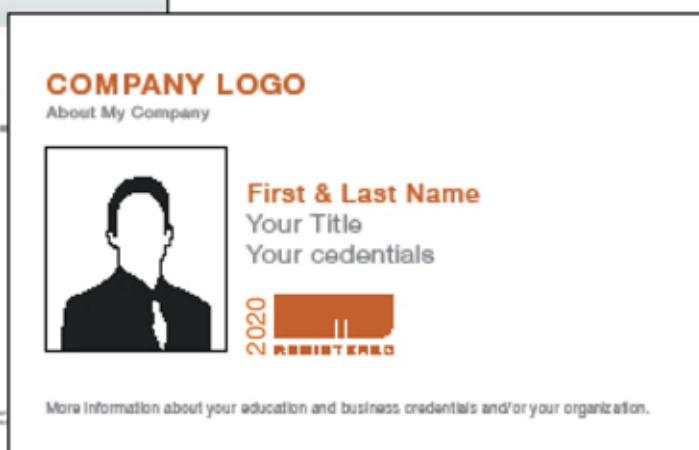 COMPANY LOGO
About My Company
First & Last Name
Your Title
Your cedentials
2020
REGISTERED
More information about your education and business credentials and/or your organization.